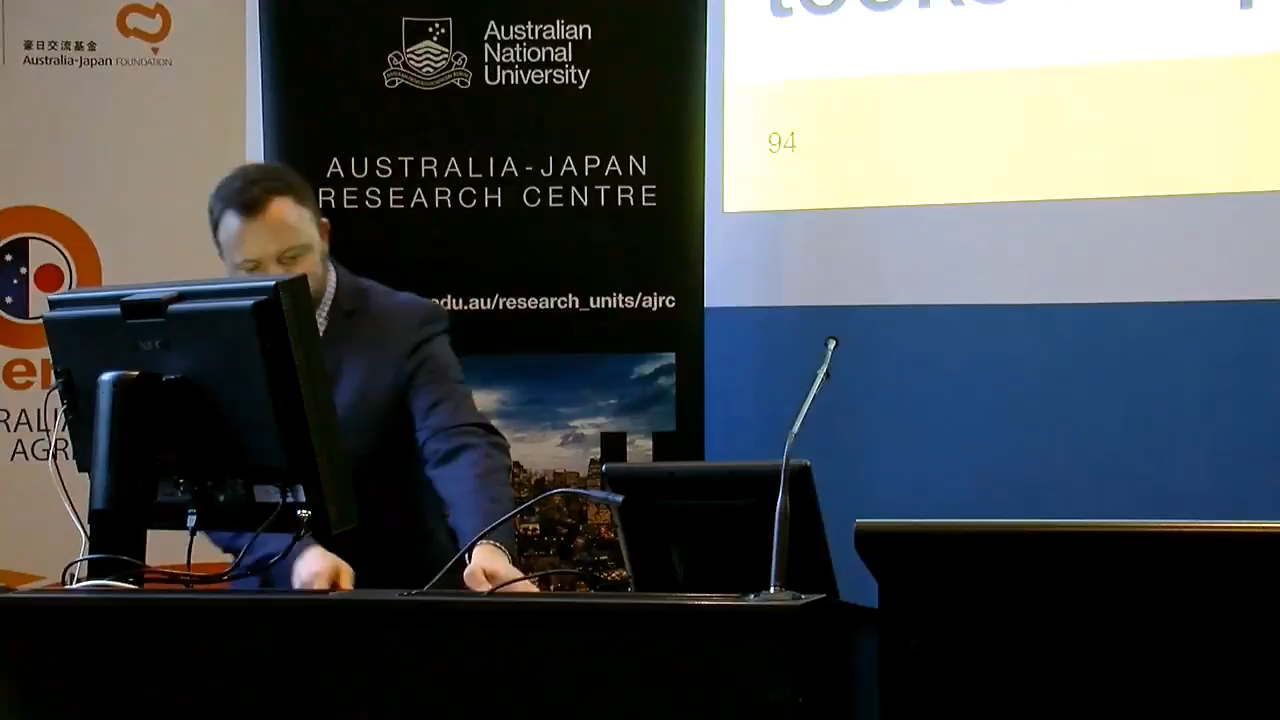 豪日交流基金
Australia-Japan FOUNDATION
Australian
National
University
AUSTRALIA-JAPAN
RESEARCH CENTRE
edu.au/research_units/ajrc
94
NEC